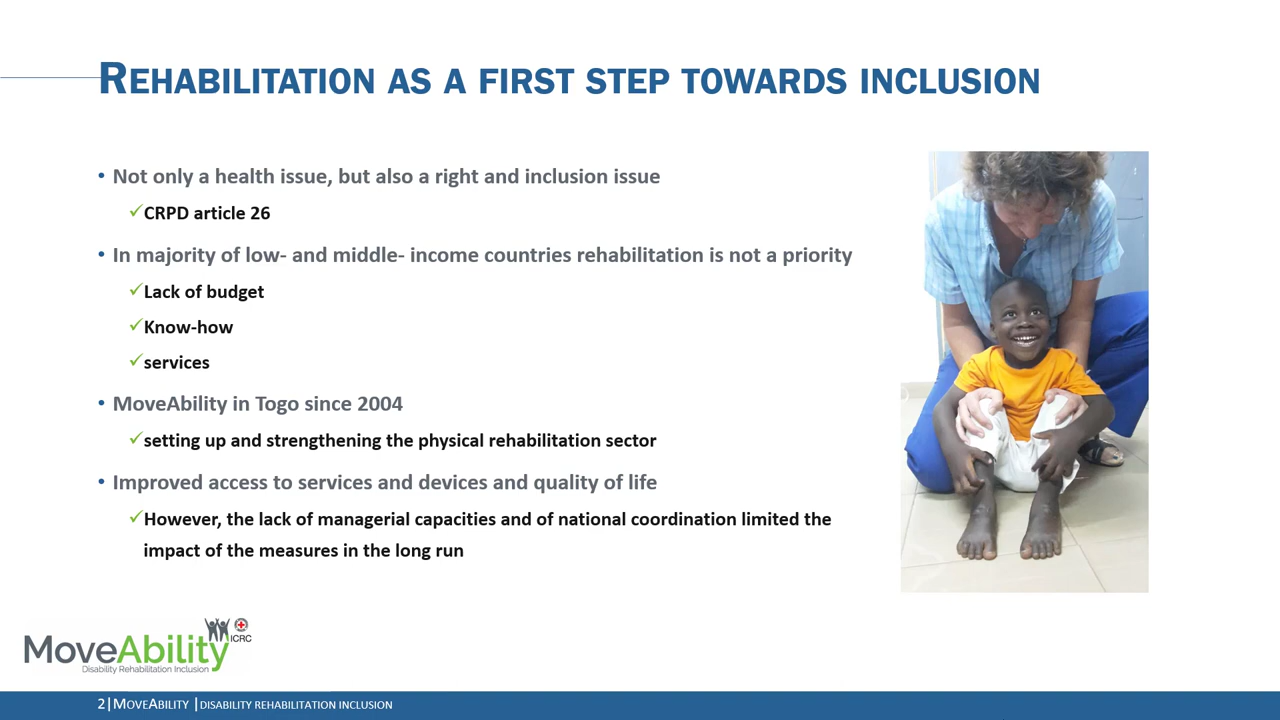 REHABILITATION AS A FIRST STEP TOWARDS INCLUSION
• Not only a health issue, but also a right and inclusion issue
✓CRPD article 26
• In majority of low- and middle- income countries rehabilitation is not a priority
✓Lack of budget
✓Know-how
✓services
• MoveAbility in Togo since 2004
✓setting up and strengthening the physical rehabilitation sector
• Improved access to services and devices and quality of life
✓However, the lack of managerial capacities and of national coordination limited the
impact of the measures in the long run
MoveAbility
ICRC
Disability Rehabilitation Inclusion
2|MOVEABILITY |DISABILITY REHABILITATION INCLUSION